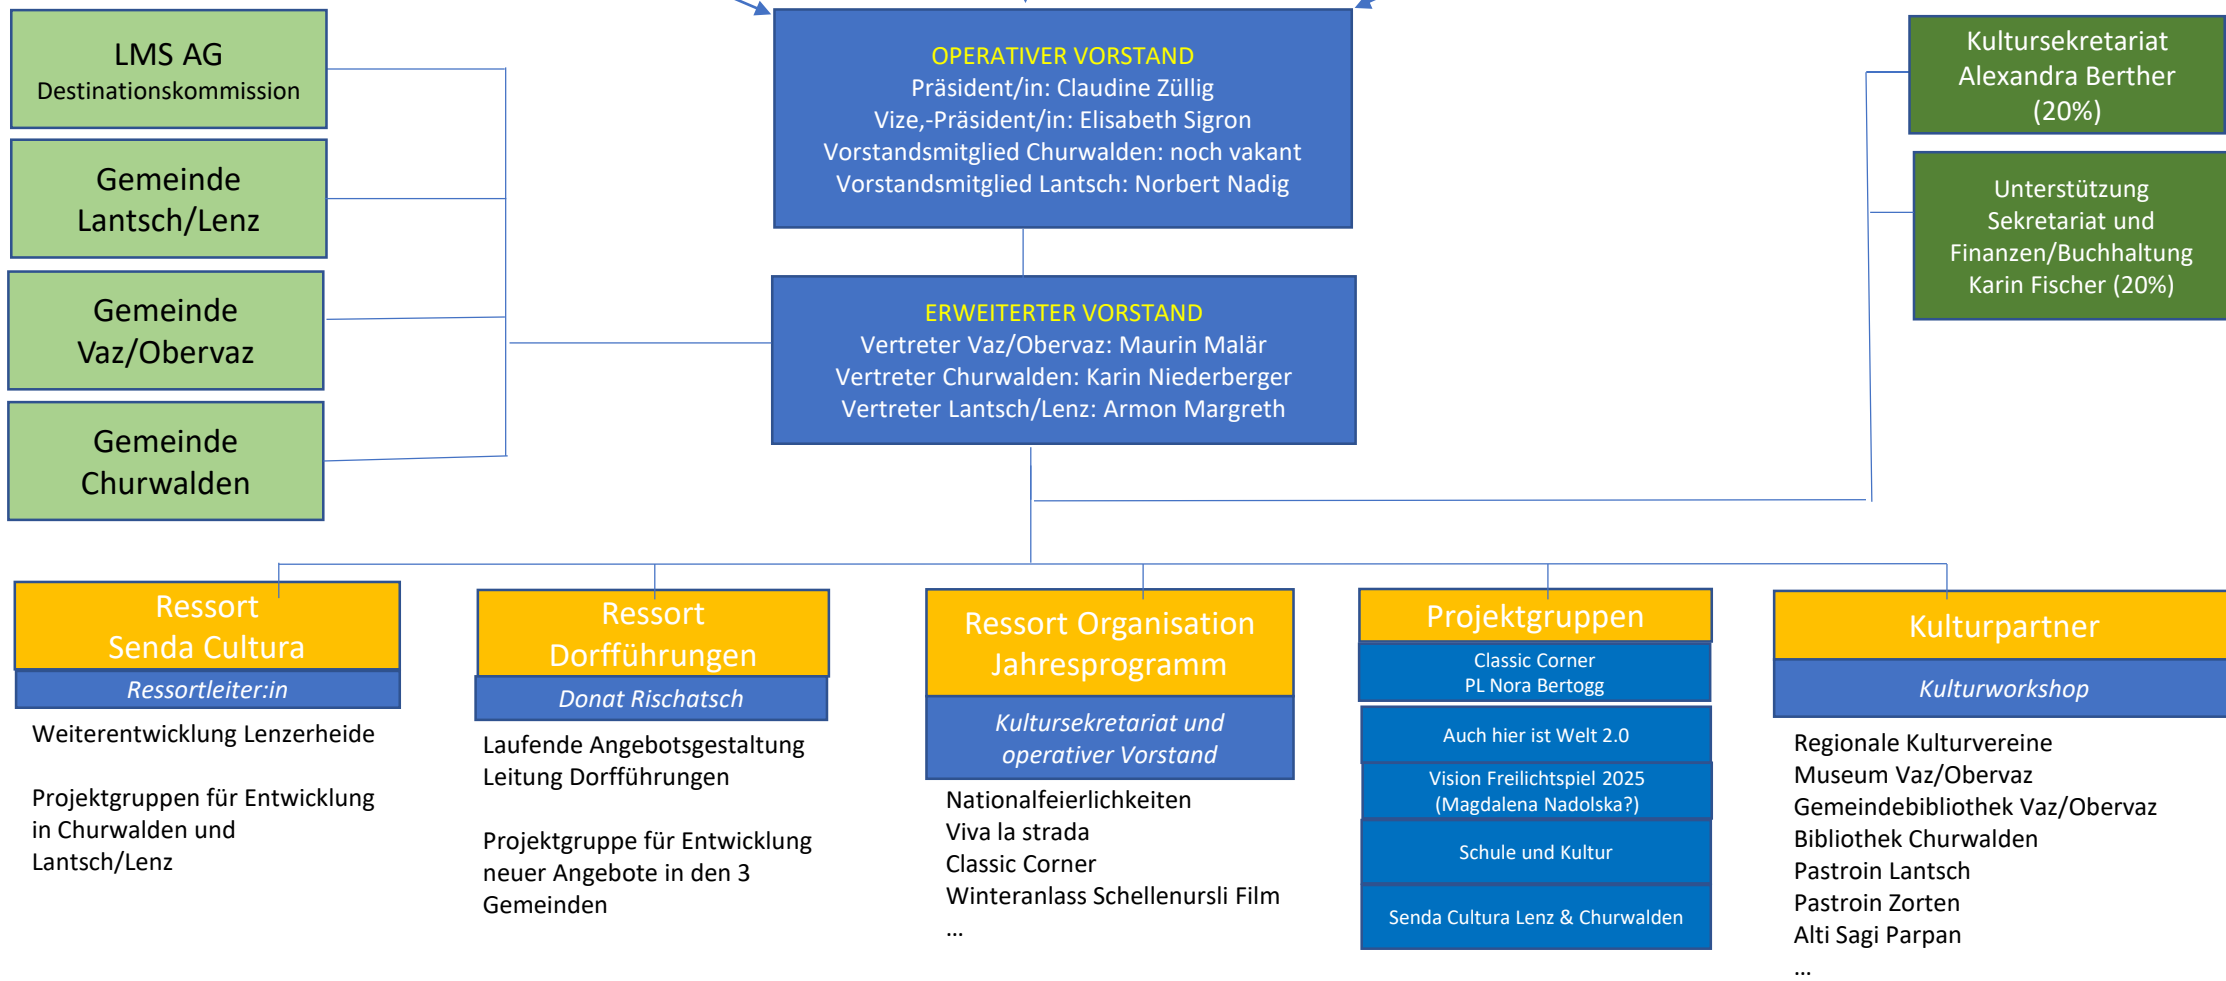 LMS AG
Destinationskommission
Gemeinde
Lantsch/Lenz
Gemeinde
Vaz/Obervaz
Gemeinde
Churwalden
OPERATIVER VORSTAND
Präsident/in: Claudine Züllig
Vize,-Präsident/in: Elisabeth Sigron
Vorstandsmitglied Churwalden: noch vakant
Vorstandsmitglied Lantsch: Norbert Nadig
ERWEITERTER VORSTAND
Vertreter Vaz/Obervaz: Maurin Malär
Vertreter Churwalden: Karin Niederberger
Vertreter Lantsch/Lenz: Armon Margreth
Kultursekretariat
Alexandra Berther
(20%)
Unterstützung
Sekretariat und
Finanzen/Buchhaltung
Karin Fischer (20%)
Ressort
Senda Cultura
Ressortleiter:in
Weiterentwicklung Lenzerheide
Projektgruppen für Entwicklung
in Churwalden und
Lantsch/Lenz
Ressort
Dorfführungen
Donat Rischatsch
Laufende Angebotsgestaltung
Leitung Dorfführungen
Projektgruppe für Entwicklung
neuer Angebote in den 3
Gemeinden
Ressort Organisation
Jahresprogramm
Kultursekretariat und
operativer Vorstand
Nationalfeierlichkeiten
Viva la strada
Classic Corner
Winteranlass Schellenursli Film
...
Projektgruppen
Classic Corner
PL Nora Bertogg
Auch hier ist Welt 2.0
Vision Freilichtspiel 2025
(Magdalena Nadolska?)
Schule und Kultur
Senda Cultura Lenz & Churwalden
Kulturpartner
Kulturworkshop
Regionale Kulturvereine
Museum Vaz/Obervaz
Gemeindebibliothek Vaz/Obervaz
Bibliothek Churwalden
Pastroin Lantsch
Pastroin Zorten
Alti Sagi Parpan
...